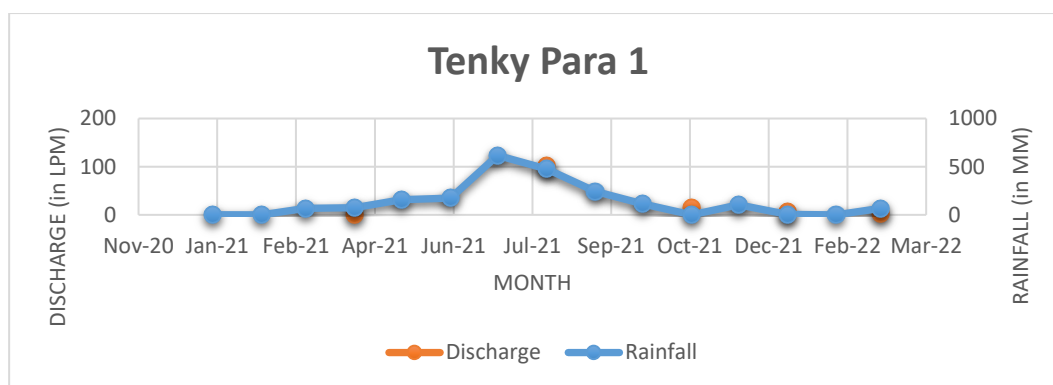 Tenky Para 1
DISCHARGE (in LPM)
200
100
0
1000
500
0
RAINFALL (in MM)
Nov-20 Jan-21 Feb-21 Apr-21 Jun-21 Jul-21 Sep-21 Oct-21 Dec-21 Feb-22 Mar-22
MONTH
Discharge Rainfall